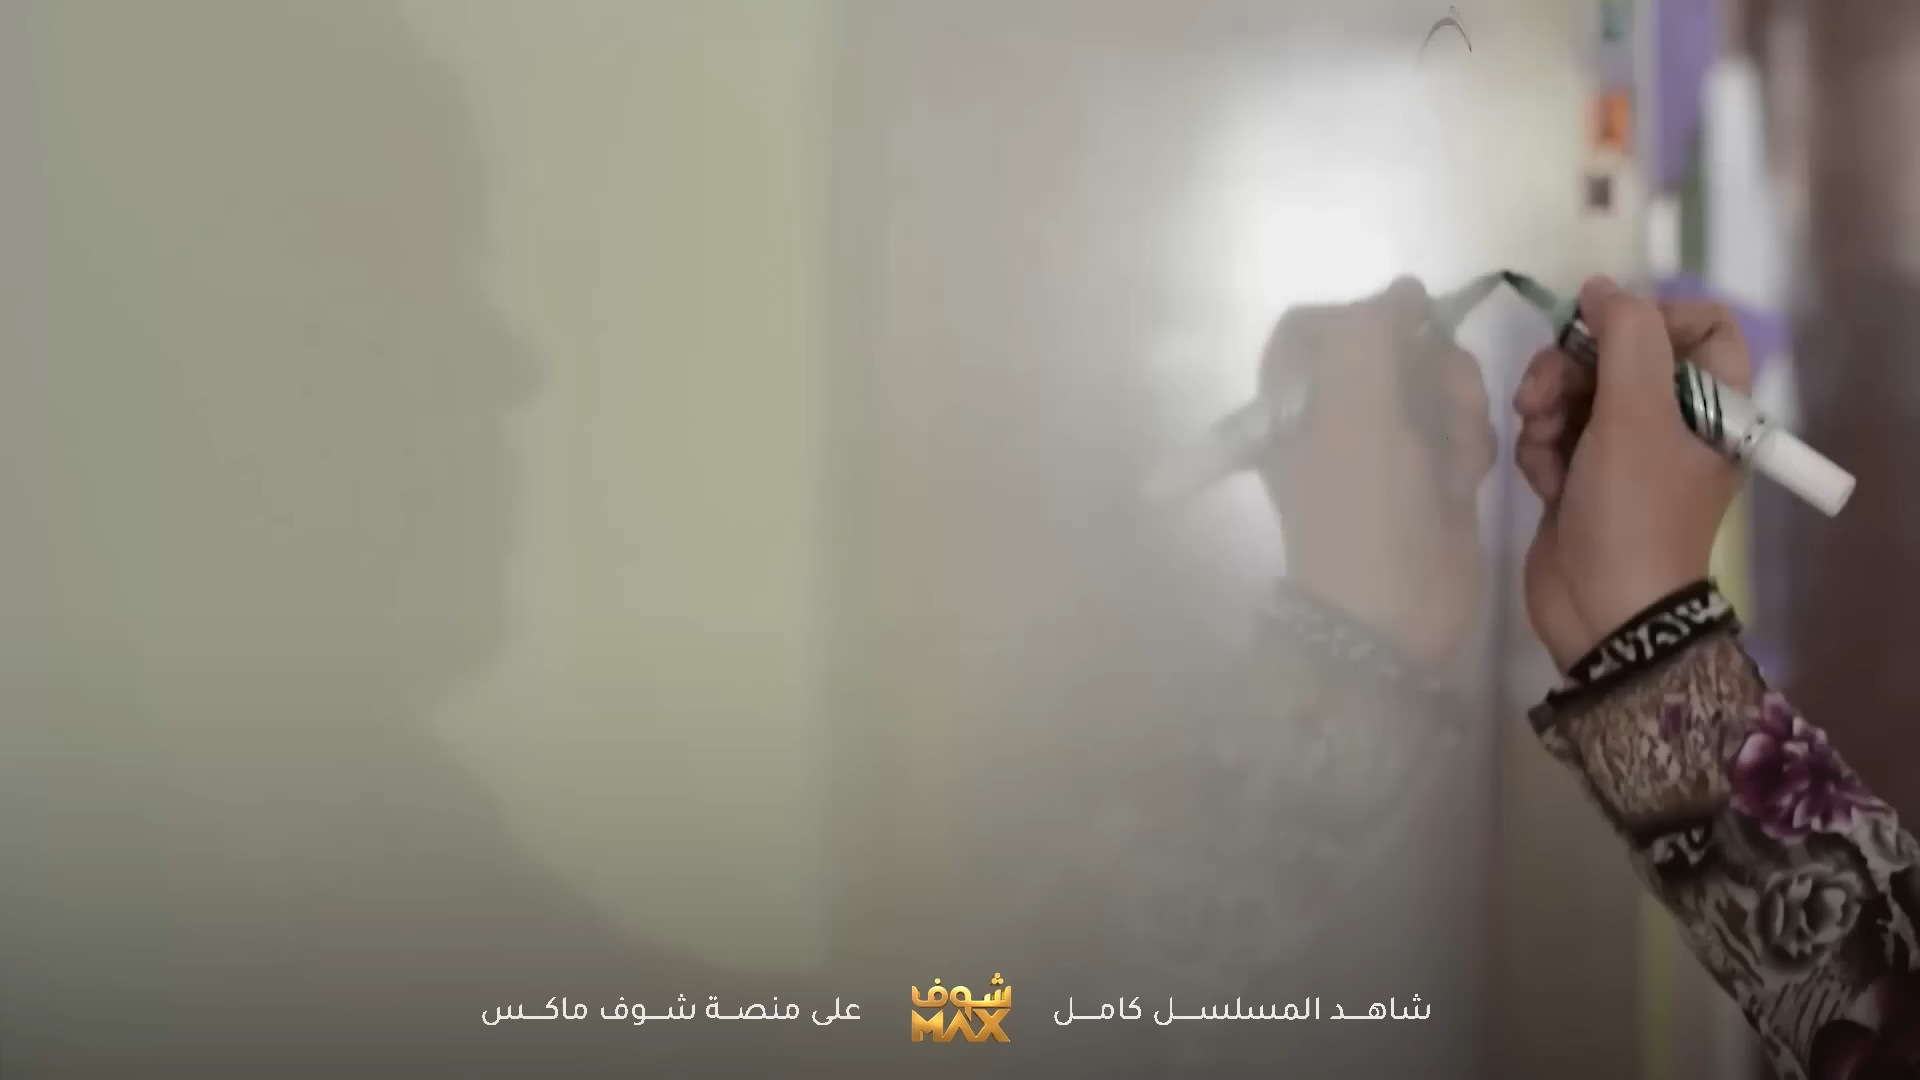 شاهد المسلسل كامل شوف MAX على منصة شوف ماكس